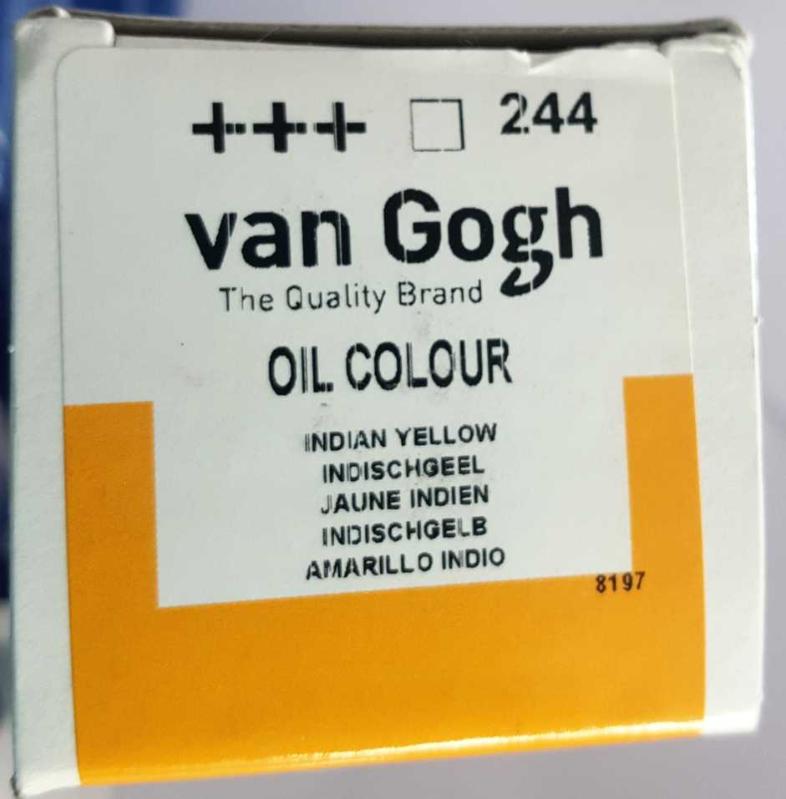 +++ 244
van Gogh
The Quality Brand
OIL COLOUR
INDIAN YELLOW
INDISCHGEEL
JAUNE INDIEN
INDISCHGELB
AMARILLO INDIO
8197